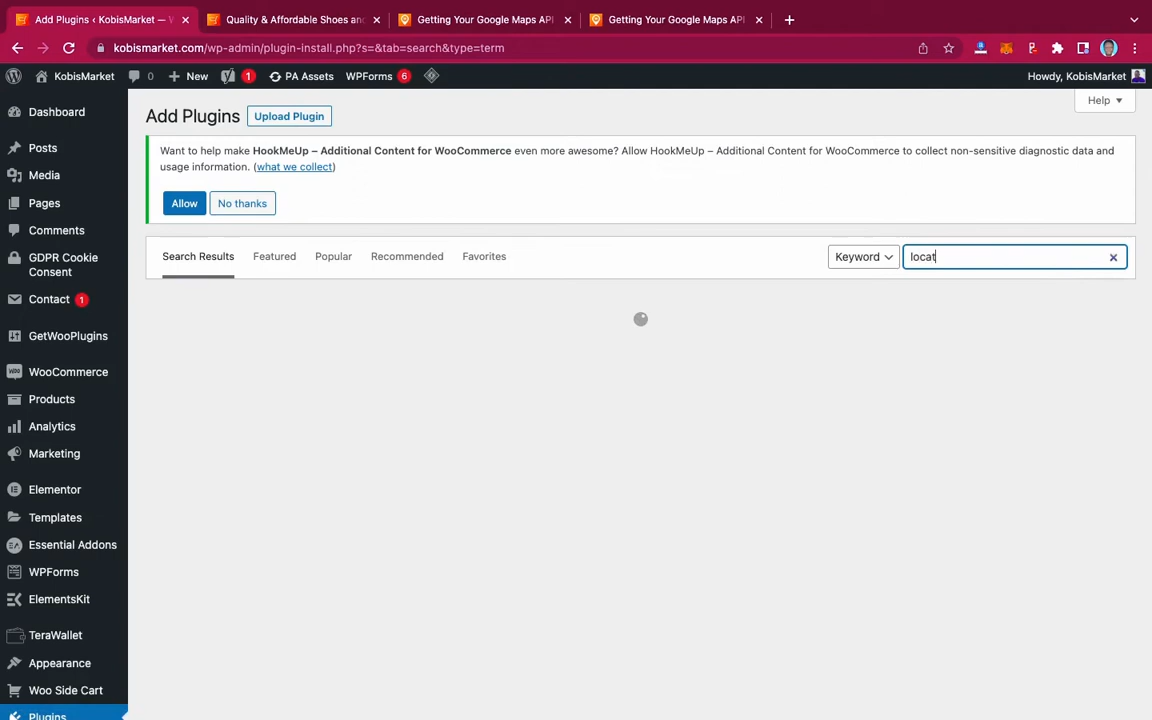 Add Plugins ‹ KobisMarket — W
Quality & Affordable Shoes and
Getting Your Google Maps API
Getting Your Google Maps API
kobismarket.com/wp-admin/plugin-install.php?s=&tab=search&type=term
KobisMarket
0
New
1
PA Assets
WPForms 6
Howdy, KobisMarket
Dashboard
Posts
Media
Pages
Comments
GDPR Cookie
Consent
Contact 1
GetWooPlugins
WooCommerce
Products
Analytics
Marketing
Elementor
Templates
Essential Addons
WPForms
ElementsKit
TeraWallet
Appearance
Woo Side Cart
Plugins
Help
Add Plugins
Upload Plugin
Want to help make HookMeUp – Additional Content for WooCommerce even more awesome? Allow HookMeUp – Additional Content for WooCommerce to collect non-sensitive diagnostic data and
usage information. (what we collect)
Allow
No thanks
Search Results
Featured
Popular
Recommended
Favorites
Keyword
locat